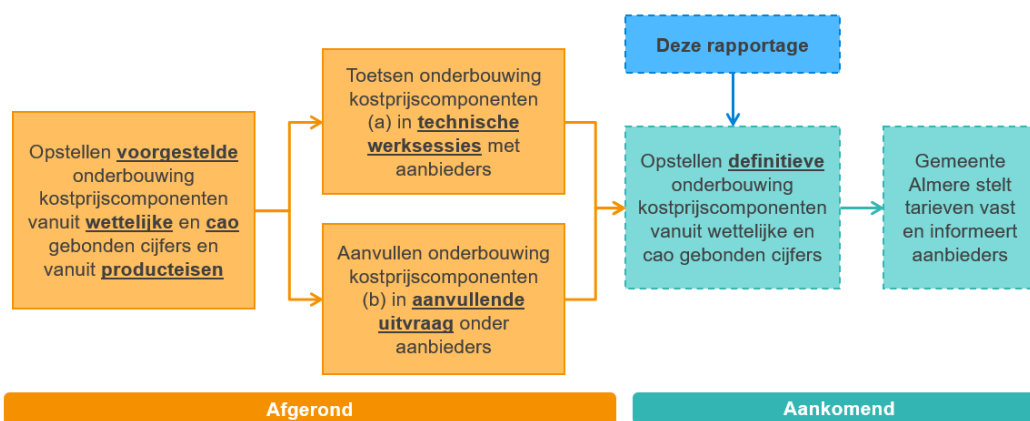 Opstellen voorgestelde
onderbouwing
kostprijscomponenten
vanuit wettelijke en cao
gebonden cijfers en
vanuit producteisen
Toetsen onderbouwing
kostprijscomponenten
(a) in technische
werksessies met
aanbieders
Aanvullen onderbouwing
kostprijscomponenten
(b) in aanvullende
uitvraag onder
aanbieders
Deze rapportage
Opstellen definitieve
onderbouwing
kostprijscomponenten
vanuit wettelijke en
cao gebonden cijfers
Gemeente
Almere stelt
tarieven vast
en informeert
aanbieders
Afgerond
Aankomend